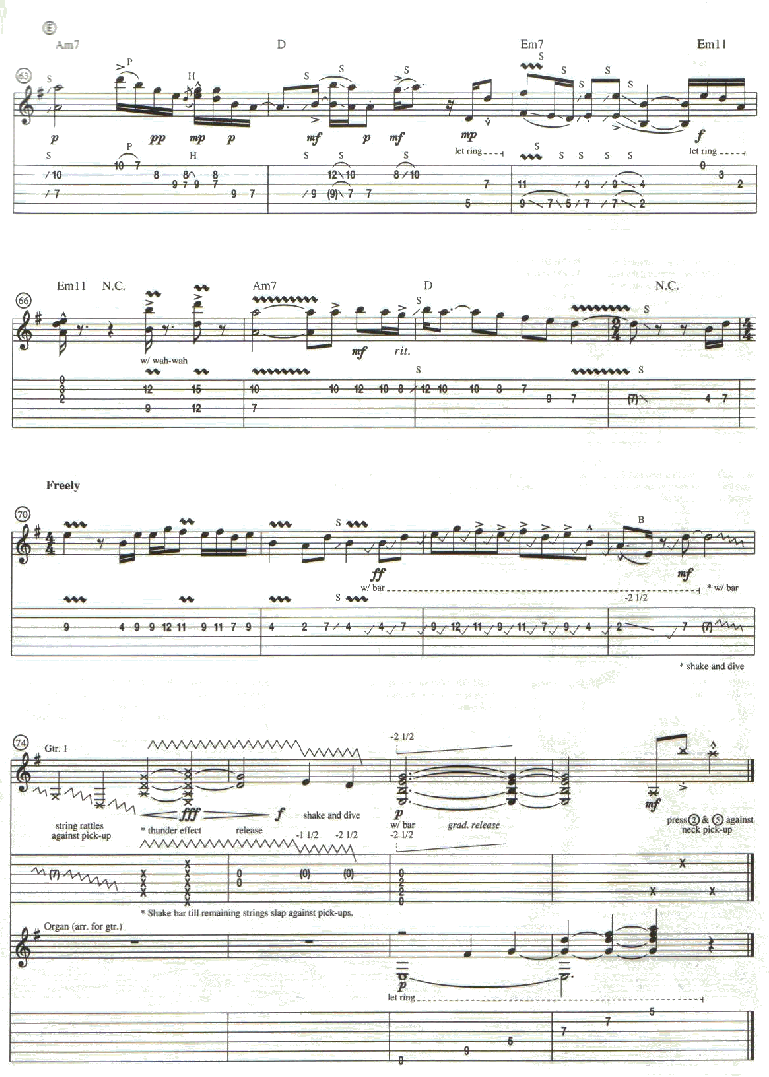 E
Am7 D Em7 Em11
63 S P H S S S S S S S
p pp mp p mf p mf mp f
let ring let ring
S P H S S S S S S S
10 7 0
/10 8 8 8 12\10 8/10 3
9 7 9 7 7 11 /9 /9 4 2
/7 9 7 /9 (9)\7 7
5 9 7 5/7 /7 2
Em11 N.C. Am7 D N.C.
66 S S
w/ wah-wah mf rit.
S S
0
3 12 15 10 10 12 10 8 / 12 10 10 8 7
2 9 7 (7) 4 7
9 12 7
Freely
70 S B
ff mf
w/ bar * w/ bar
S -2 1/2
9 4 9 9 12 11 9 11 7 9 4 2 7/4 4 7 9 12 11 9 11 7 9 4 2 7 (7)
* shake and dive
74 Gtr. 1 -2 1/2
fff f p mf
string rattles against pick-up
* thunder effect release shake and dive w/ bar grad. release press 2 & 5 against neck pick-up
-1 1/2 -2 1/2 -2 1/2
(7) x x 0 0 (0) (0) 0 0 2 2 2 0 x x x
* Shake bar till remaining strings slap against pick-ups.
Organ (arr. for gtr.)
p
let ring
0 9 5 7 7 5